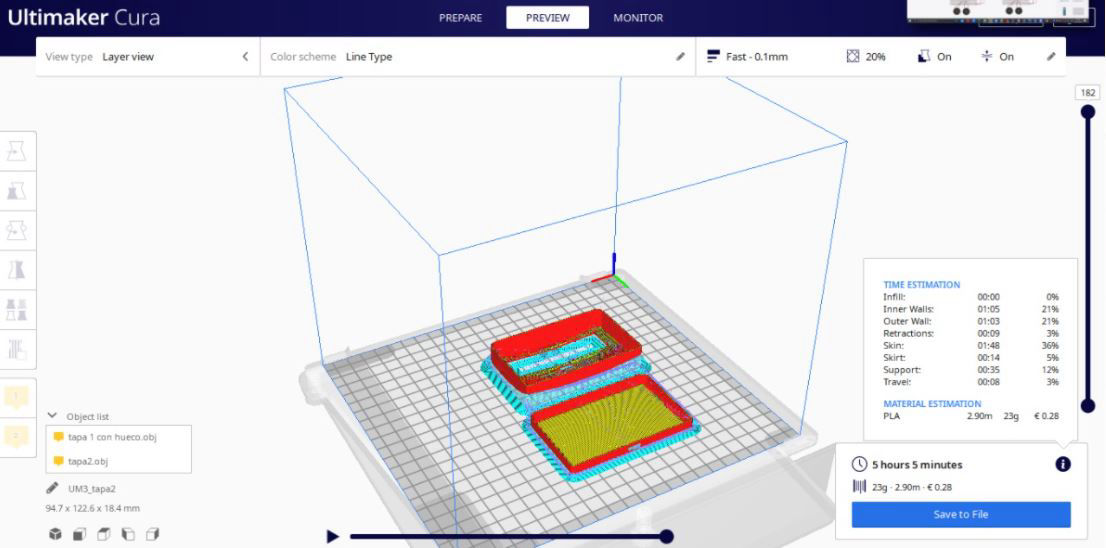 Ultimaker Cura
PREPARE PREVIEW MONITOR
View type Layer view
Color scheme Line Type
Fast - 0.1mm 20% On On
182
TIME ESTIMATION
Infill: 00:00 0%
Inner Walls: 01:05 21%
Outer Wall: 01:03 21%
Retractions: 00:09 3%
Skin: 01:48 36%
Skirt: 00:14 5%
Support: 00:35 12%
Travel: 00:08 3%
MATERIAL ESTIMATION
PLA 2.90m 23g € 0.28
Object list
tapa 1 con hueco.obj
tapa2.obj
UM3_tapa2
94.7 x 122.6 x 18.4 mm
5 hours 5 minutes
23g · 2.90m · € 0.28
Save to File